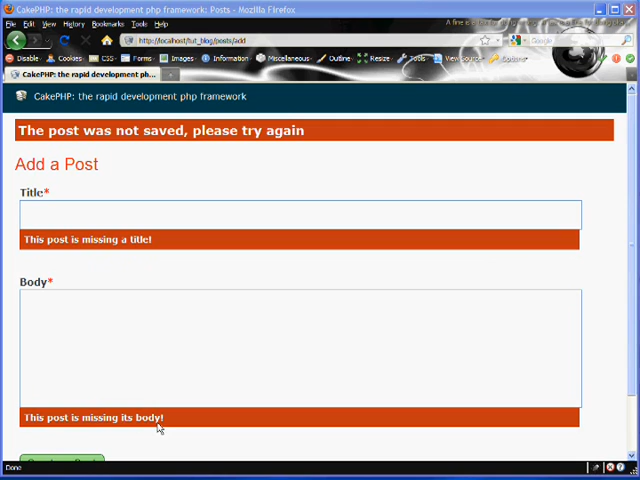 CakePHP: the rapid development php framework: Posts - Mozilla Firefox
File Edit View History Bookmarks Tools Help
http://localhost/tut_blog/posts/add
Google
Disable Cookies CSS Forms Images Information Miscellaneous Outline Resize Tools View Source Options
CakePHP: the rapid development ph...
CakePHP: the rapid development php framework
The post was not saved, please try again
Add a Post
Title*
This post is missing a title!
Body*
This post is missing its body!
Done